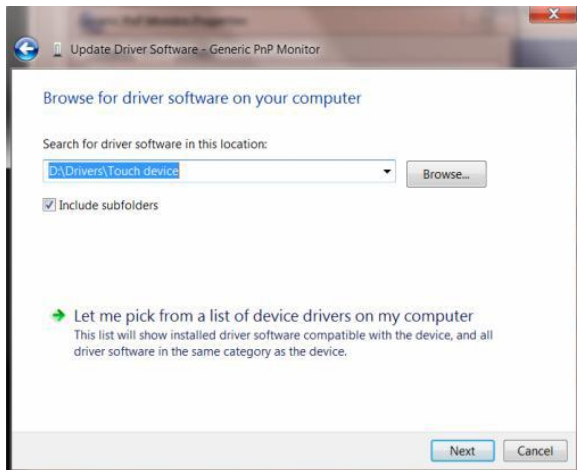 Update Driver Software - Generic PnP Monitor
Browse for driver software on your computer
Search for driver software in this location:
D:\Drivers\Touch device
Browse...
Include subfolders
Let me pick from a list of device drivers on my computer
This list will show installed driver software compatible with the device, and all
driver software in the same category as the device.
Next
Cancel